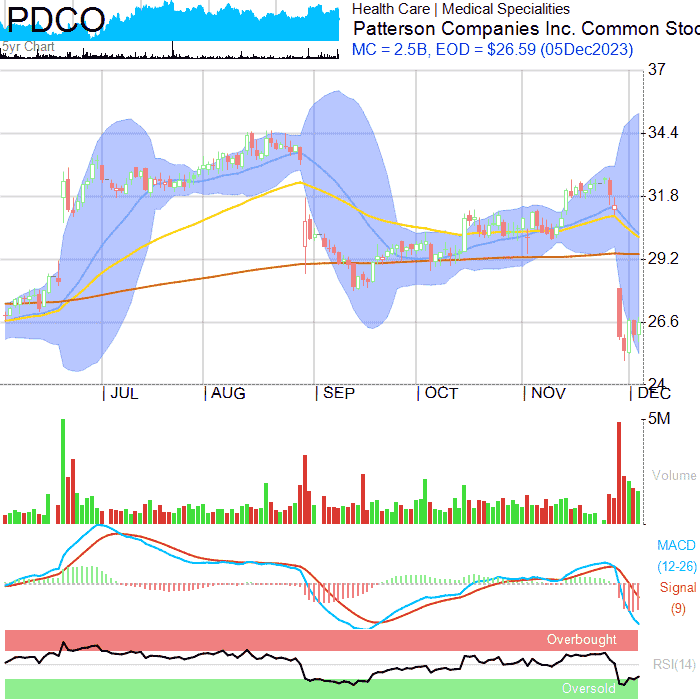 PDCO
5yr Chart
Health Care | Medical Specialities
Patterson Companies Inc. Common Stoc
MC = 2.5B, EOD = $26.59 (05Dec2023)
37
34.4
31.8
29.2
26.6
24
JUL
AUG
SEP
OCT
NOV
DEC
5M
Volume
MACD
(12-26)
Signal
(9)
Overbought
RSI(14)
Oversold